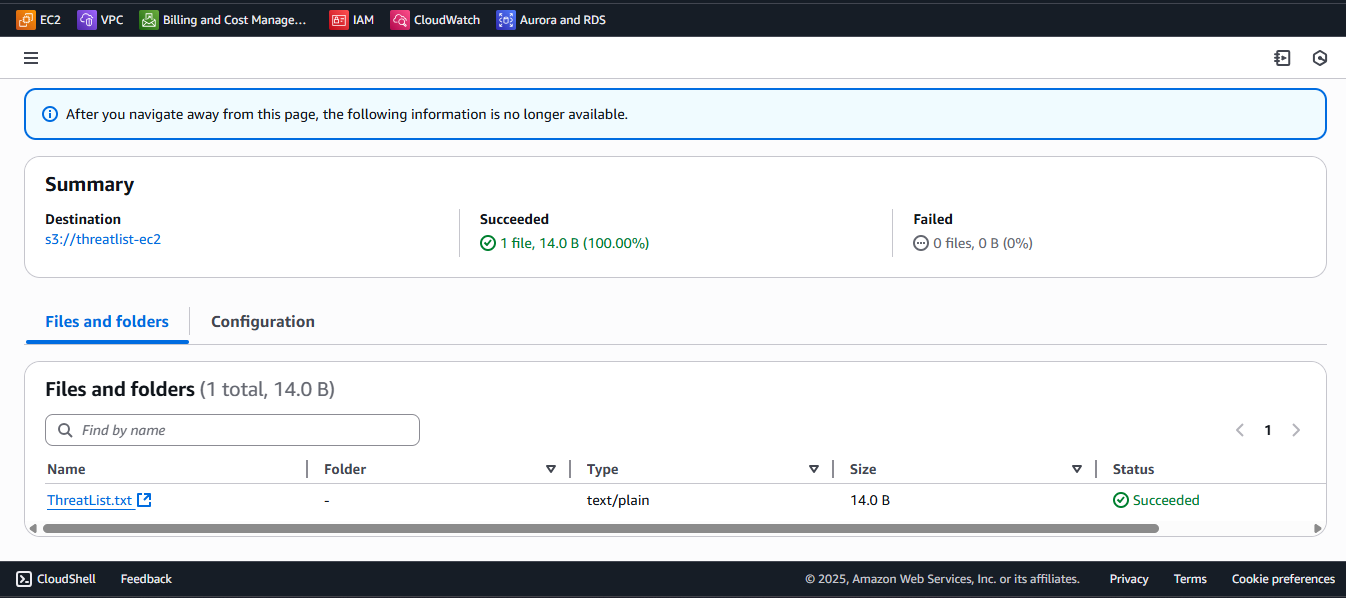 EC2 VPC Billing and Cost Manage... IAM CloudWatch Aurora and RDS
After you navigate away from this page, the following information is no longer available.
Summary
Destination Succeeded Failed
s3://threatlist-ec2 1 file, 14.0 B (100.00%) 0 files, 0 B (0%)
Files and folders Configuration
Files and folders (1 total, 14.0 B)
Find by name 1
Name Folder Type Size Status
ThreatList.txt - text/plain 14.0 B Succeeded
CloudShell Feedback © 2025, Amazon Web Services, Inc. or its affiliates. Privacy Terms Cookie preferences